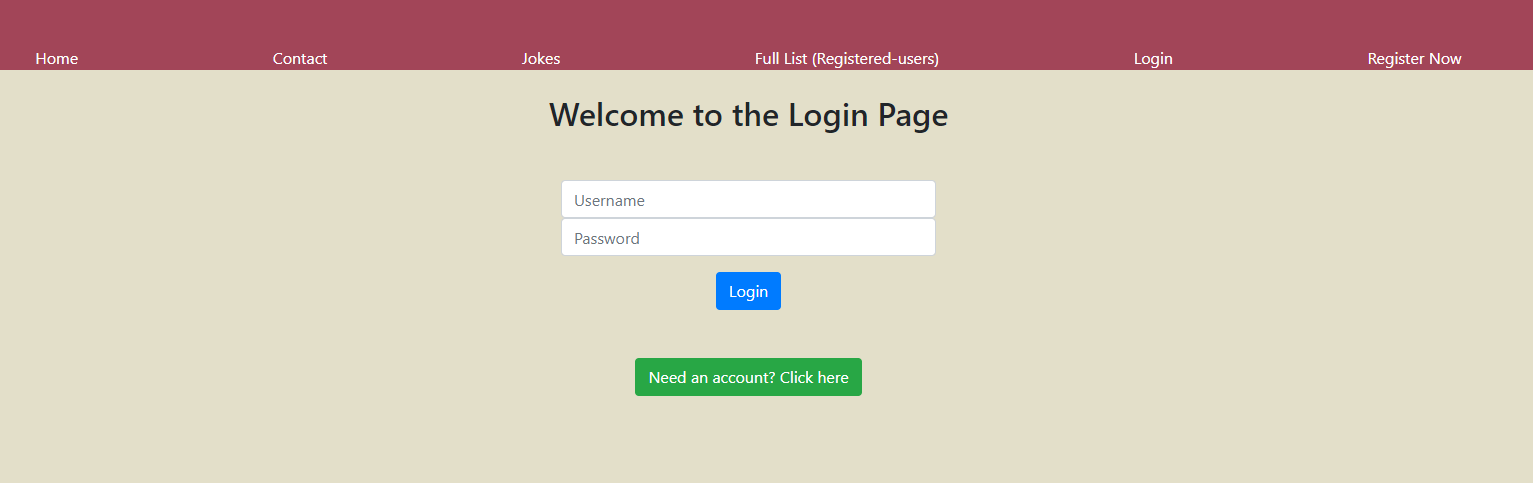 Home Contact Jokes Full List (Registered-users) Login Register Now
Welcome to the Login Page
Username
Password
Login
Need an account? Click here